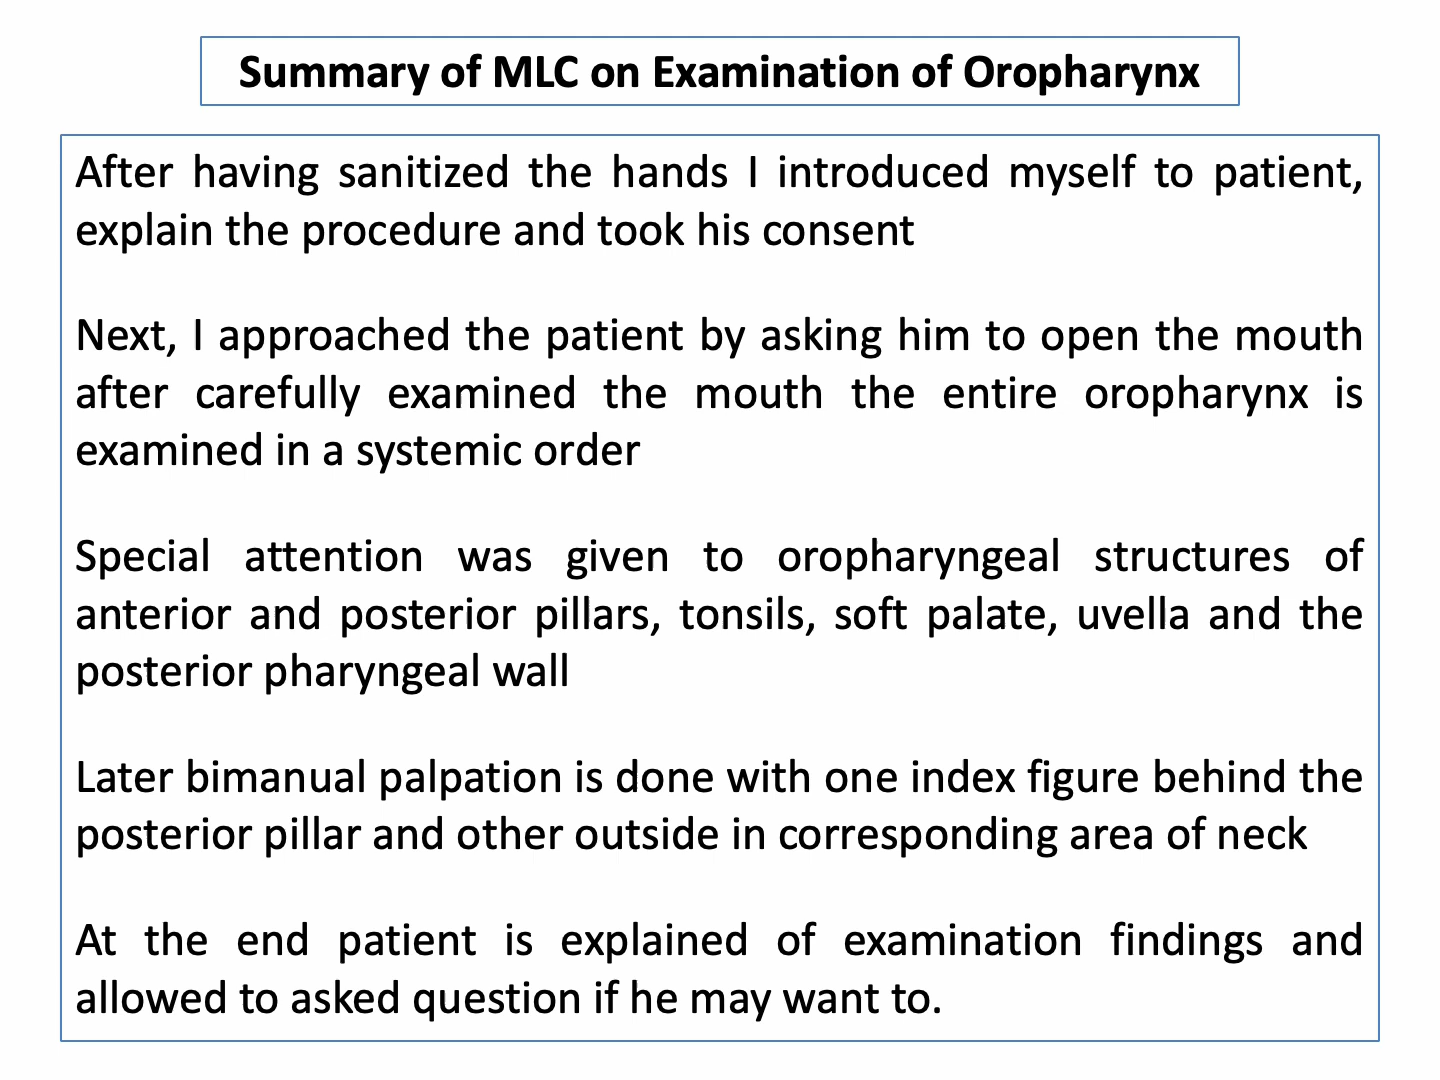 Summary of MLC on Examination of Oropharynx
After having sanitized the hands I introduced myself to patient,
explain the procedure and took his consent
Next, I approached the patient by asking him to open the mouth
after carefully examined the mouth the entire oropharynx is
examined in a systemic order
Special attention was given to oropharyngeal structures of
anterior and posterior pillars, tonsils, soft palate, uvella and the
posterior pharyngeal wall
Later bimanual palpation is done with one index figure behind the
posterior pillar and other outside in corresponding area of neck
At the end patient is explained of examination findings and
allowed to asked question if he may want to.